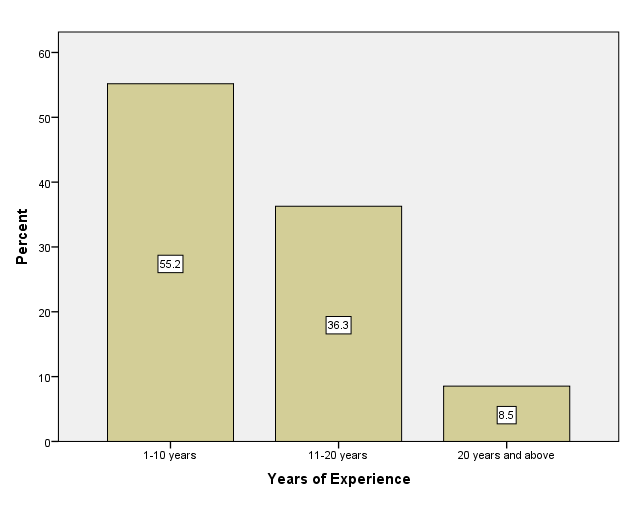 60
50
40
30
20
10
0
Percent
55.2
36.3
8.5
1-10 years
11-20 years
20 years and above
Years of Experience